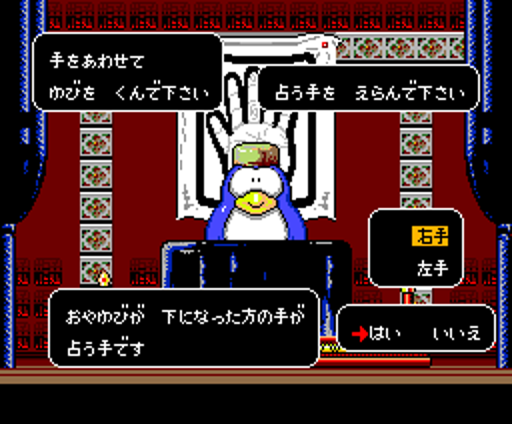 手をあわせて
ゆびを くんで下さい
占う手を えらんで下さい
右手
左手
おやゆびが 下になった方の手が
占う手です
→はい いいえ